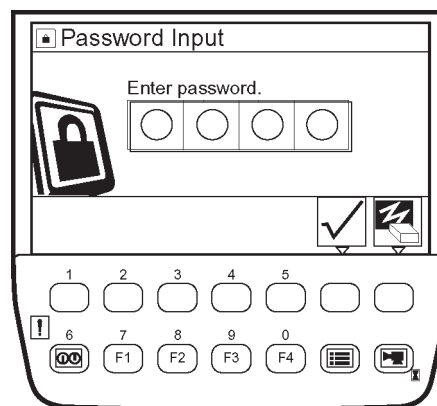 Password Input
Enter password.
1 2 3 4 5
6 7 8 9 0
F1 F2 F3 F4